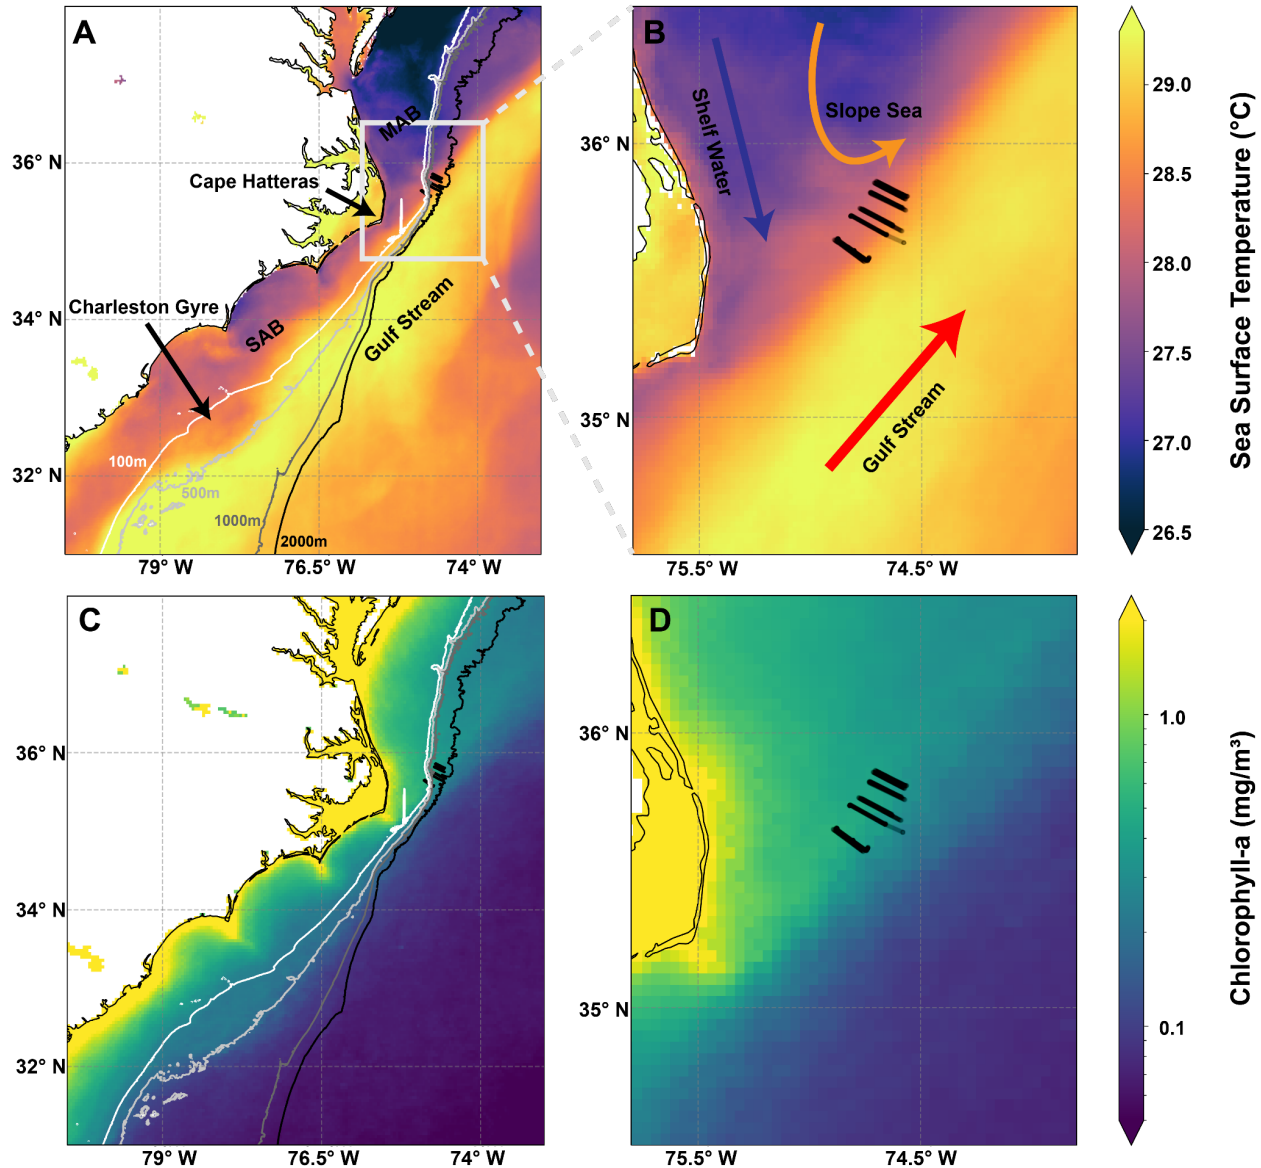 A
MAB
36° N
Cape Hatteras
Charleston Gyre
34° N
SAB
Gulf Stream
100m
32° N
500m
1000m
2000m
79° W
76.5° W
74° W
B
Shelf Water
Slope Sea
36° N
35° N
Gulf Stream
75.5° W
74.5° W
29.0
28.5
28.0
27.5
27.0
26.5
Sea Surface Temperature (°C)
C
36° N
34° N
32° N
79° W
76.5° W
74° W
D
36° N
35° N
75.5° W
74.5° W
1.0
0.1
Chlorophyll-a (mg/m³)